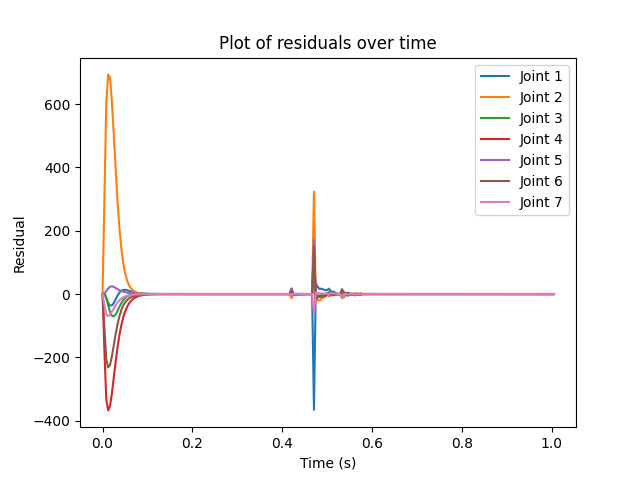 Plot of residuals over time
Residual
600
400
200
0
−200
−400
0.0 0.2 0.4 0.6 0.8 1.0
Time (s)
Joint 1
Joint 2
Joint 3
Joint 4
Joint 5
Joint 6
Joint 7